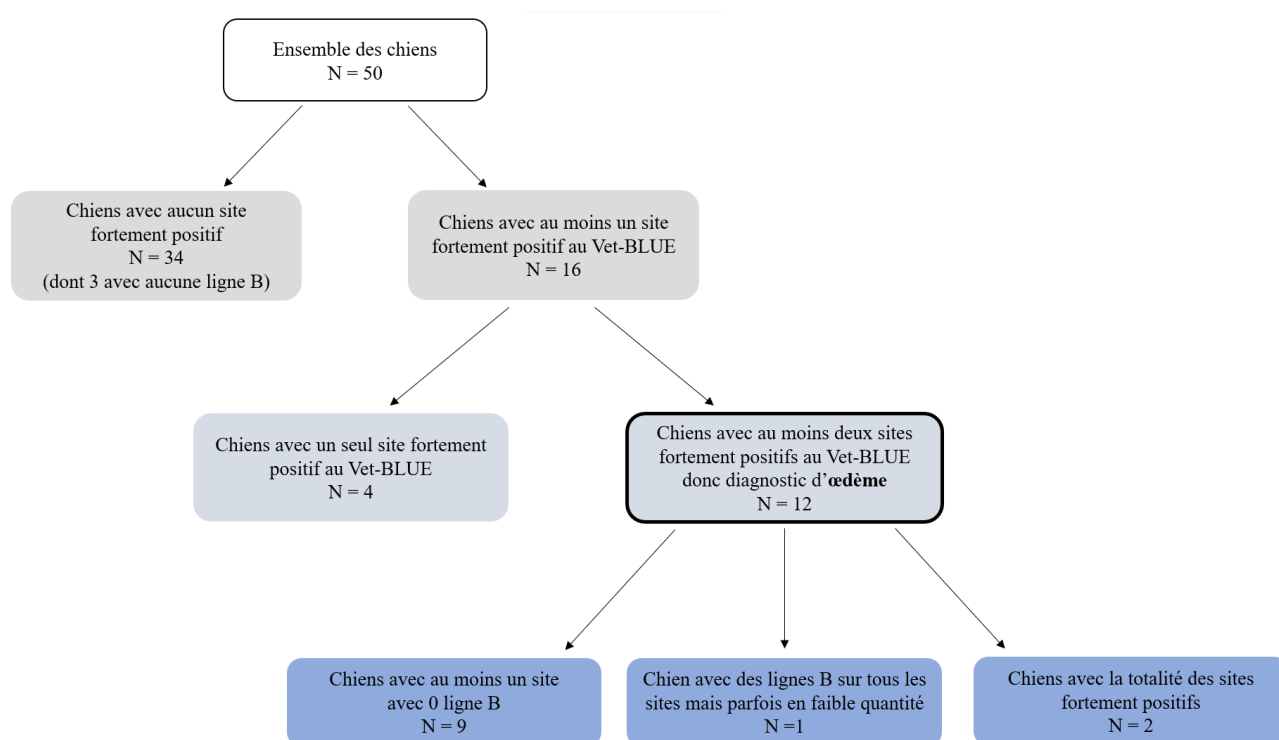 Ensemble des chiens
N = 50
Chiens avec aucun site
fortement positif
N = 34
(dont 3 avec aucune ligne B)
Chiens avec au moins un site
fortement positif au Vet-BLUE
N = 16
Chiens avec un seul site fortement
positif au Vet-BLUE
N = 4
Chiens avec au moins deux sites
fortement positifs au Vet-BLUE
donc diagnostic d’œdème
N = 12
Chiens avec au moins un site
avec 0 ligne B
N = 9
Chien avec des lignes B sur tous les
sites mais parfois en faible quantité
N =1
Chiens avec la totalité des sites
fortement positifs
N = 2